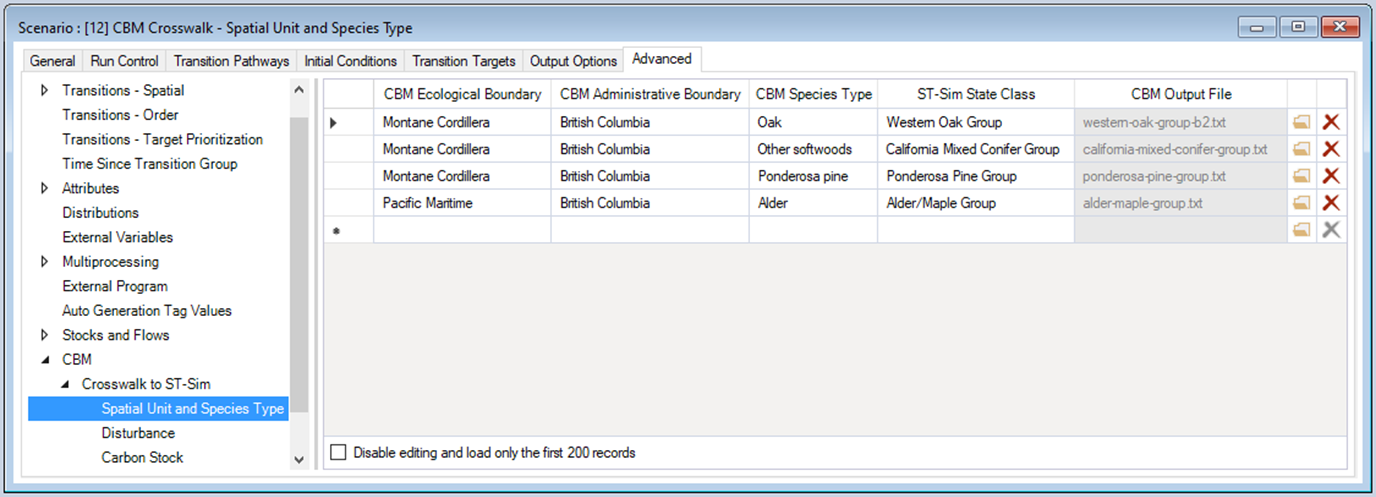 Scenario : [12] CBM Crosswalk - Spatial Unit and Species Type
General Run Control Transition Pathways Initial Conditions Transition Targets Output Options Advanced
Transitions - Spatial
Transitions - Order
Transitions - Target Prioritization
Time Since Transition Group
Attributes
Distributions
External Variables
Multiprocessing
External Program
Auto Generation Tag Values
Stocks and Flows
CBM
Crosswalk to ST-Sim
Spatial Unit and Species Type
Disturbance
Carbon Stock
CBM Ecological Boundary CBM Administrative Boundary CBM Species Type ST-Sim State Class CBM Output File
Montane Cordillera British Columbia Oak Western Oak Group western-oak-group-b2.txt
Montane Cordillera British Columbia Other softwoods California Mixed Conifer Group california-mixed-conifer-group.txt
Montane Cordillera British Columbia Ponderosa pine Ponderosa Pine Group ponderosa-pine-group.txt
Pacific Maritime British Columbia Alder Alder/Maple Group alder-maple-group.txt
Disable editing and load only the first 200 records